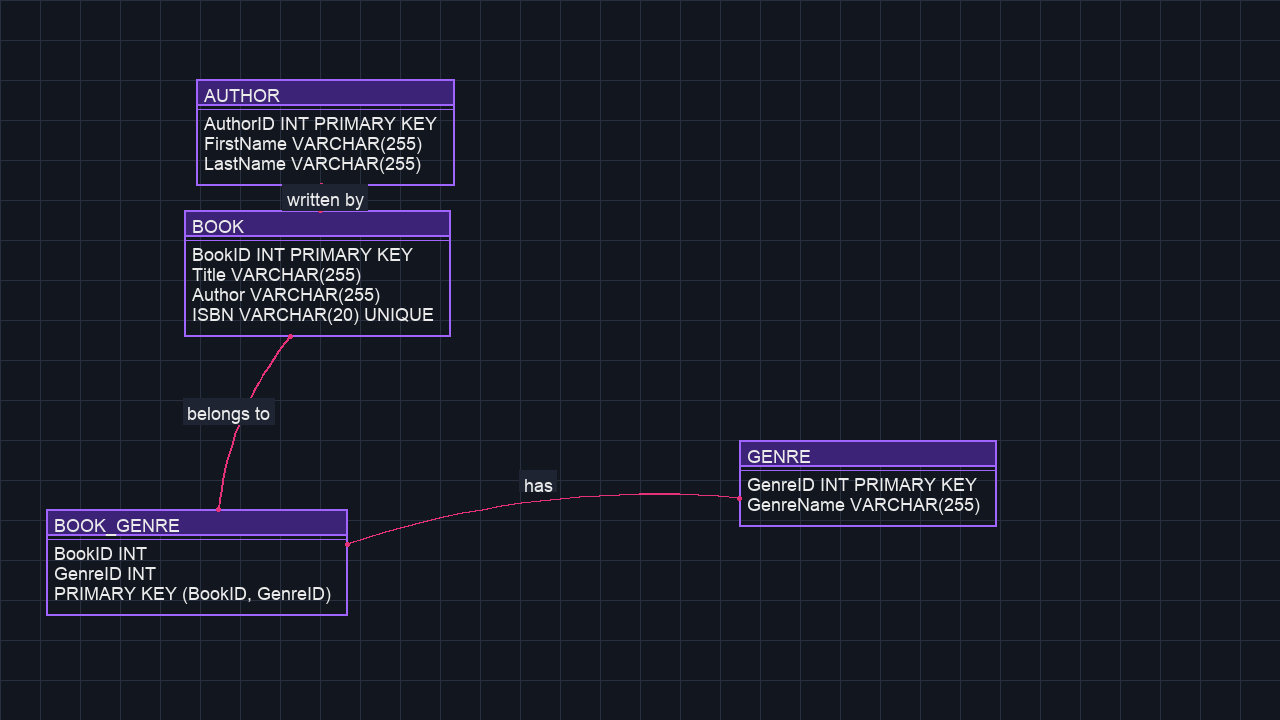 AUTHOR
AuthorID INT PRIMARY KEY
FirstName VARCHAR(255)
LastName VARCHAR(255)
written by
BOOK
BookID INT PRIMARY KEY
Title VARCHAR(255)
Author VARCHAR(255)
ISBN VARCHAR(20) UNIQUE
belongs to
BOOK_GENRE
BookID INT
GenreID INT
PRIMARY KEY (BookID, GenreID)
has
GENRE
GenreID INT PRIMARY KEY
GenreName VARCHAR(255)